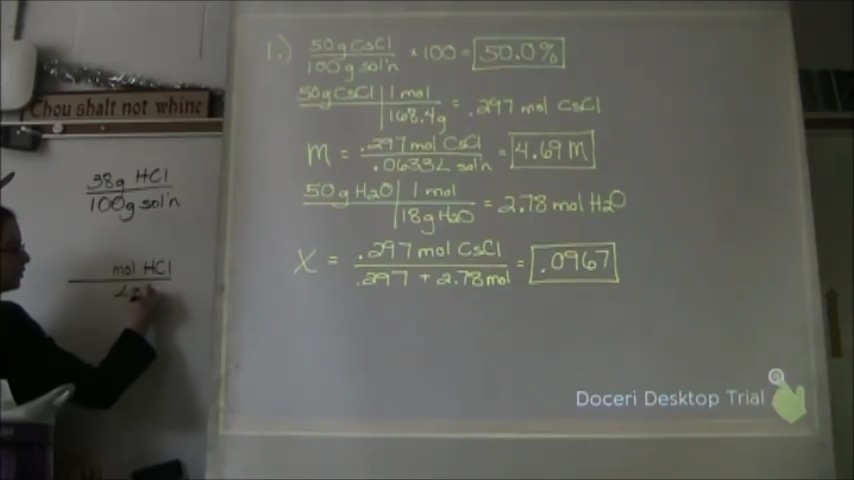 1.) 50g CsCl / 100g sol'n × 100 = 50.0%
50g CsCl | 1 mol / 168.4g = .297 mol CsCl
M = .297 mol CsCl / .0633L sol'n = 4.69 M
50g H2O | 1 mol / 18g H2O = 2.78 mol H2O
X = .297 mol CsCl / .297 + 2.78 mol = .0967
Doceri Desktop Trial
Thou shalt not whine
38g HCl / 100g sol'n
mol HCl / L